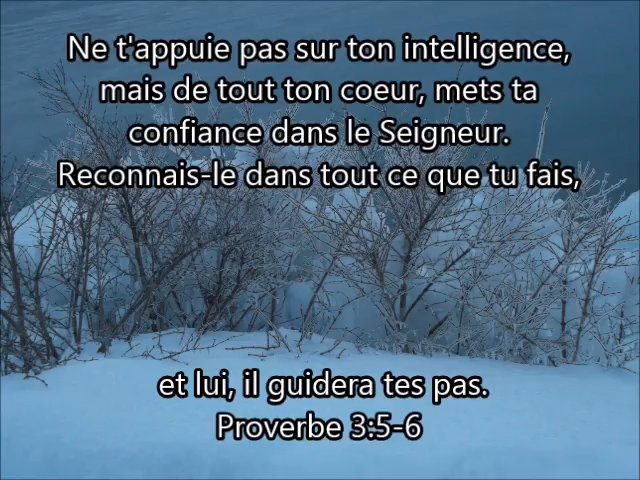 Ne t'appuie pas sur ton intelligence,
mais de tout ton coeur, mets ta
confiance dans le Seigneur.
Reconnais-le dans tout ce que tu fais,
et lui, il guidera tes pas.
Proverbe 3:5-6